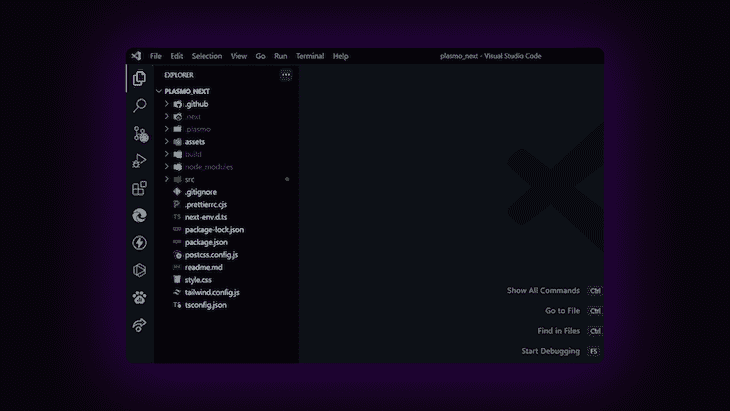 File Edit Selection View Go Run Terminal Help plasmo_next - Visual Studio Code
EXPLORER
PLASMO_NEXT
.github
.next
.plasmo
assets
build
node_modules
src
.gitignore
.prettierrc.cjs
TS next-env.d.ts
package-lock.json
package.json
postcss.config.js
readme.md
style.css
tailwind.config.js
tsconfig.json
Show All Commands Ctrl
Go to File Ctrl
Find in Files Ctrl
Start Debugging F5